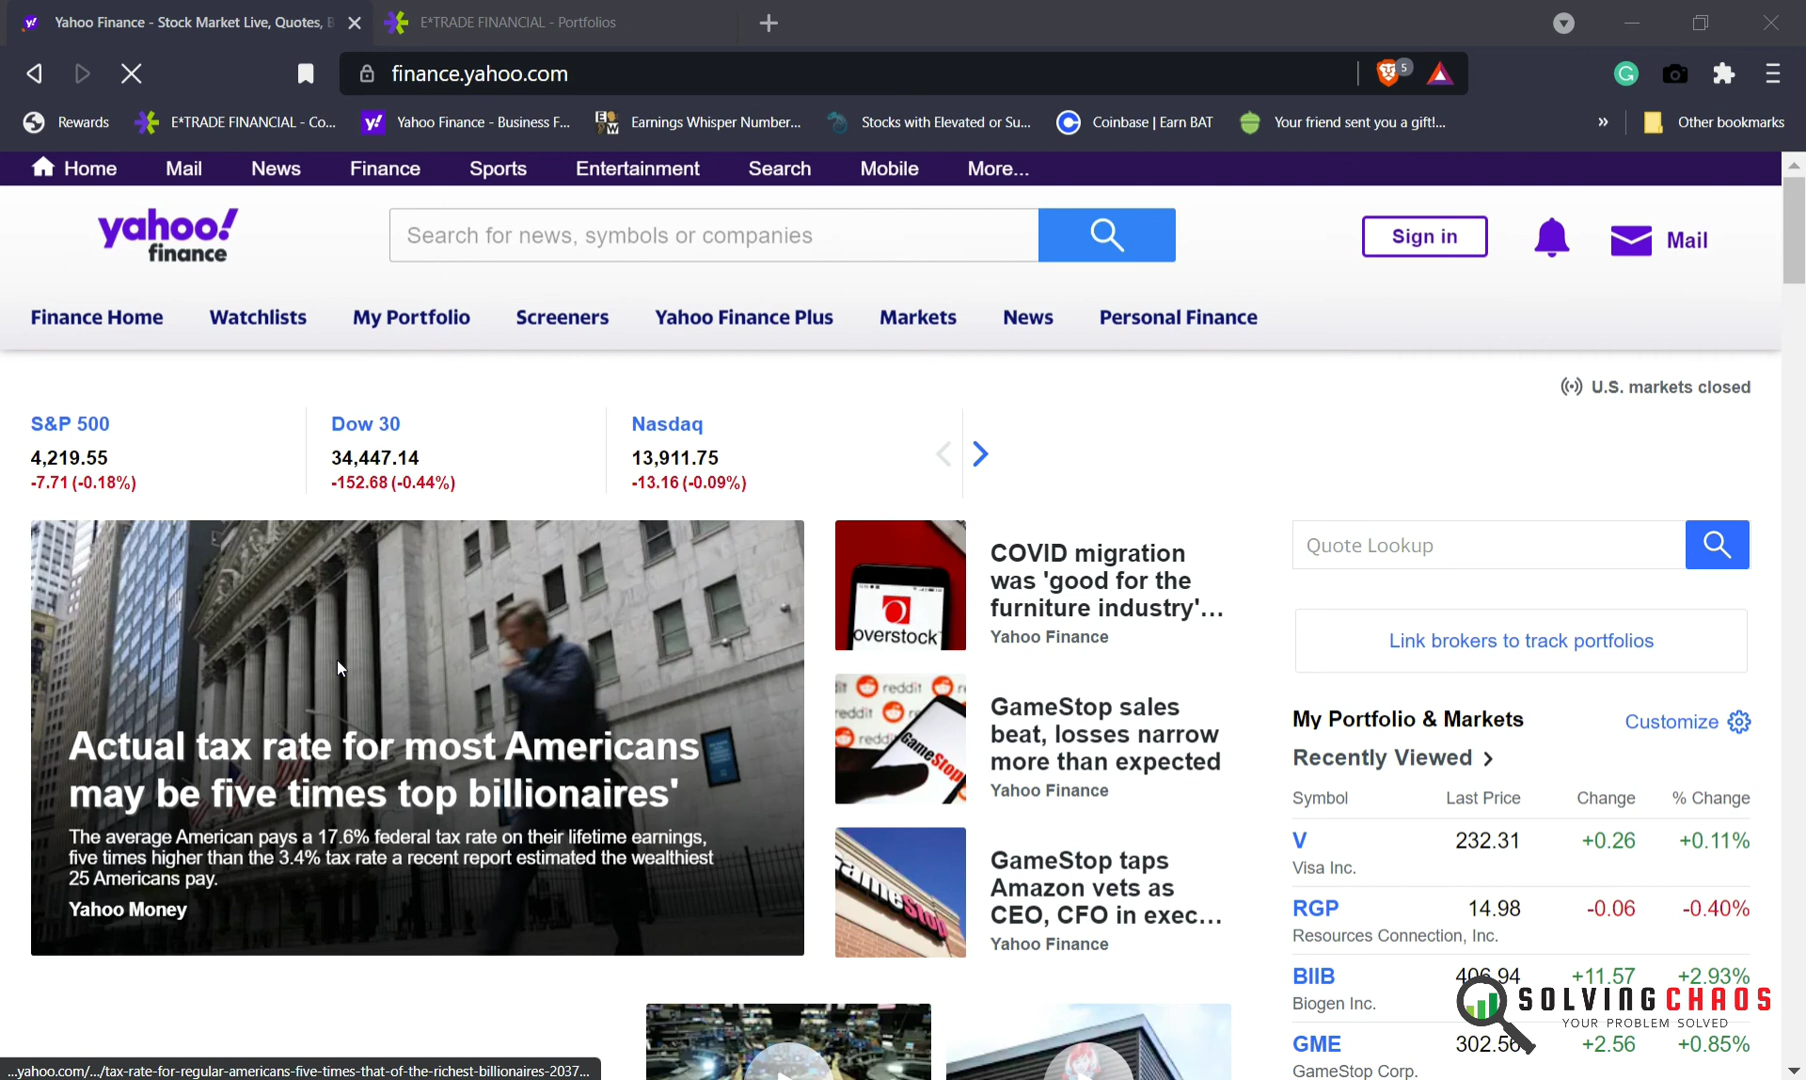 Yahoo Finance - Stock Market Live, Quotes,
E*TRADE FINANCIAL - Portfolios
finance.yahoo.com
5
Rewards
E*TRADE FINANCIAL - Co...
Yahoo Finance - Business F...
Earnings Whisper Number...
Stocks with Elevated or Su...
Coinbase | Earn BAT
Your friend sent you a gift!...
»
Other bookmarks
Home Mail News Finance Sports Entertainment Search Mobile More...
yahoo!
finance
Search for news, symbols or companies
Sign in
Mail
Finance Home Watchlists My Portfolio Screeners Yahoo Finance Plus Markets News Personal Finance
U.S. markets closed
S&P 500
4,219.55
-7.71 (-0.18%)
Dow 30
34,447.14
-152.68 (-0.44%)
Nasdaq
13,911.75
-13.16 (-0.09%)
Actual tax rate for most Americans
may be five times top billionaires'
The average American pays a 17.6% federal tax rate on their lifetime earnings,
five times higher than the 3.4% tax rate a recent report estimated the wealthiest
25 Americans pay.
Yahoo Money
overstock
COVID migration
was 'good for the
furniture industry'...
Yahoo Finance
reddit
GameStop
GameStop sales
beat, losses narrow
more than expected
Yahoo Finance
GameStop
GameStop taps
Amazon vets as
CEO, CFO in exec...
Yahoo Finance
Quote Lookup
Link brokers to track portfolios
My Portfolio & Markets
Customize
Recently Viewed >
Symbol Last Price Change % Change
V 232.31 +0.26 +0.11%
Visa Inc.
RGP 14.98 -0.06 -0.40%
Resources Connection, Inc.
BIIB 406.94 +11.57 +2.93%
Biogen Inc.
SOLVINGCHAOS
YOUR PROBLEM SOLVED
GME 302.56 +2.56 +0.85%
GameStop Corp.
...yahoo.com/.../tax-rate-for-regular-americans-five-times-that-of-the-richest-billionaires-2037...